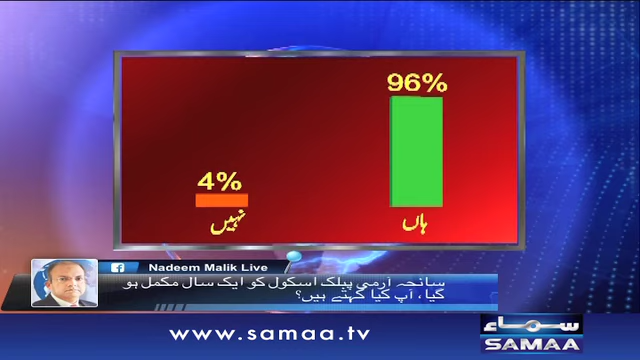 96%
4%
ہاں
نہیں
Nadeem Malik Live
سانحہ آرمی پبلک اسکول کو ایک سال مکمل ہو
گیا، آپ کیا کہتے ہیں؟
www.samaa.tv
سماء
SAMAA